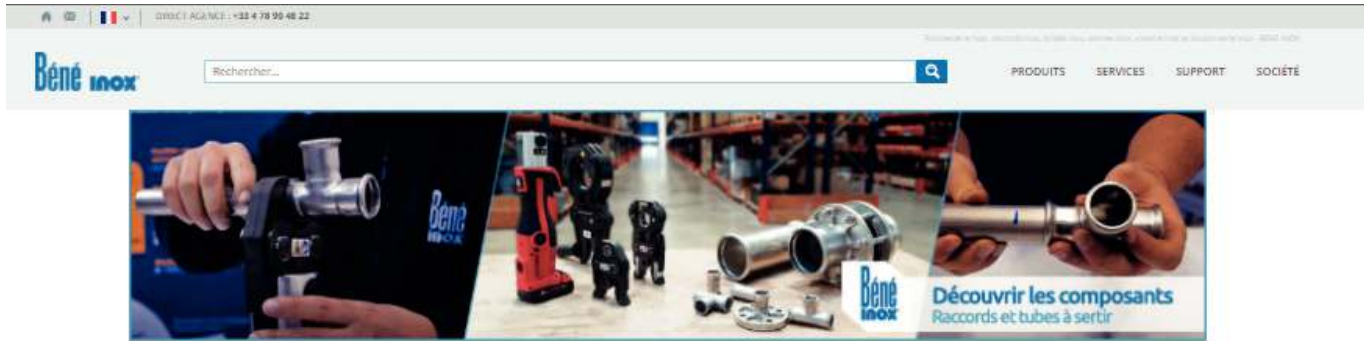 DIRECT AGENCE : +33 4 78 90 48 22
Béné INOX
Rechercher...
PRODUITS SERVICES SUPPORT SOCIÉTÉ
Béné INOX
Béné INOX
Découvrir les composants
Raccords et tubes à sertir